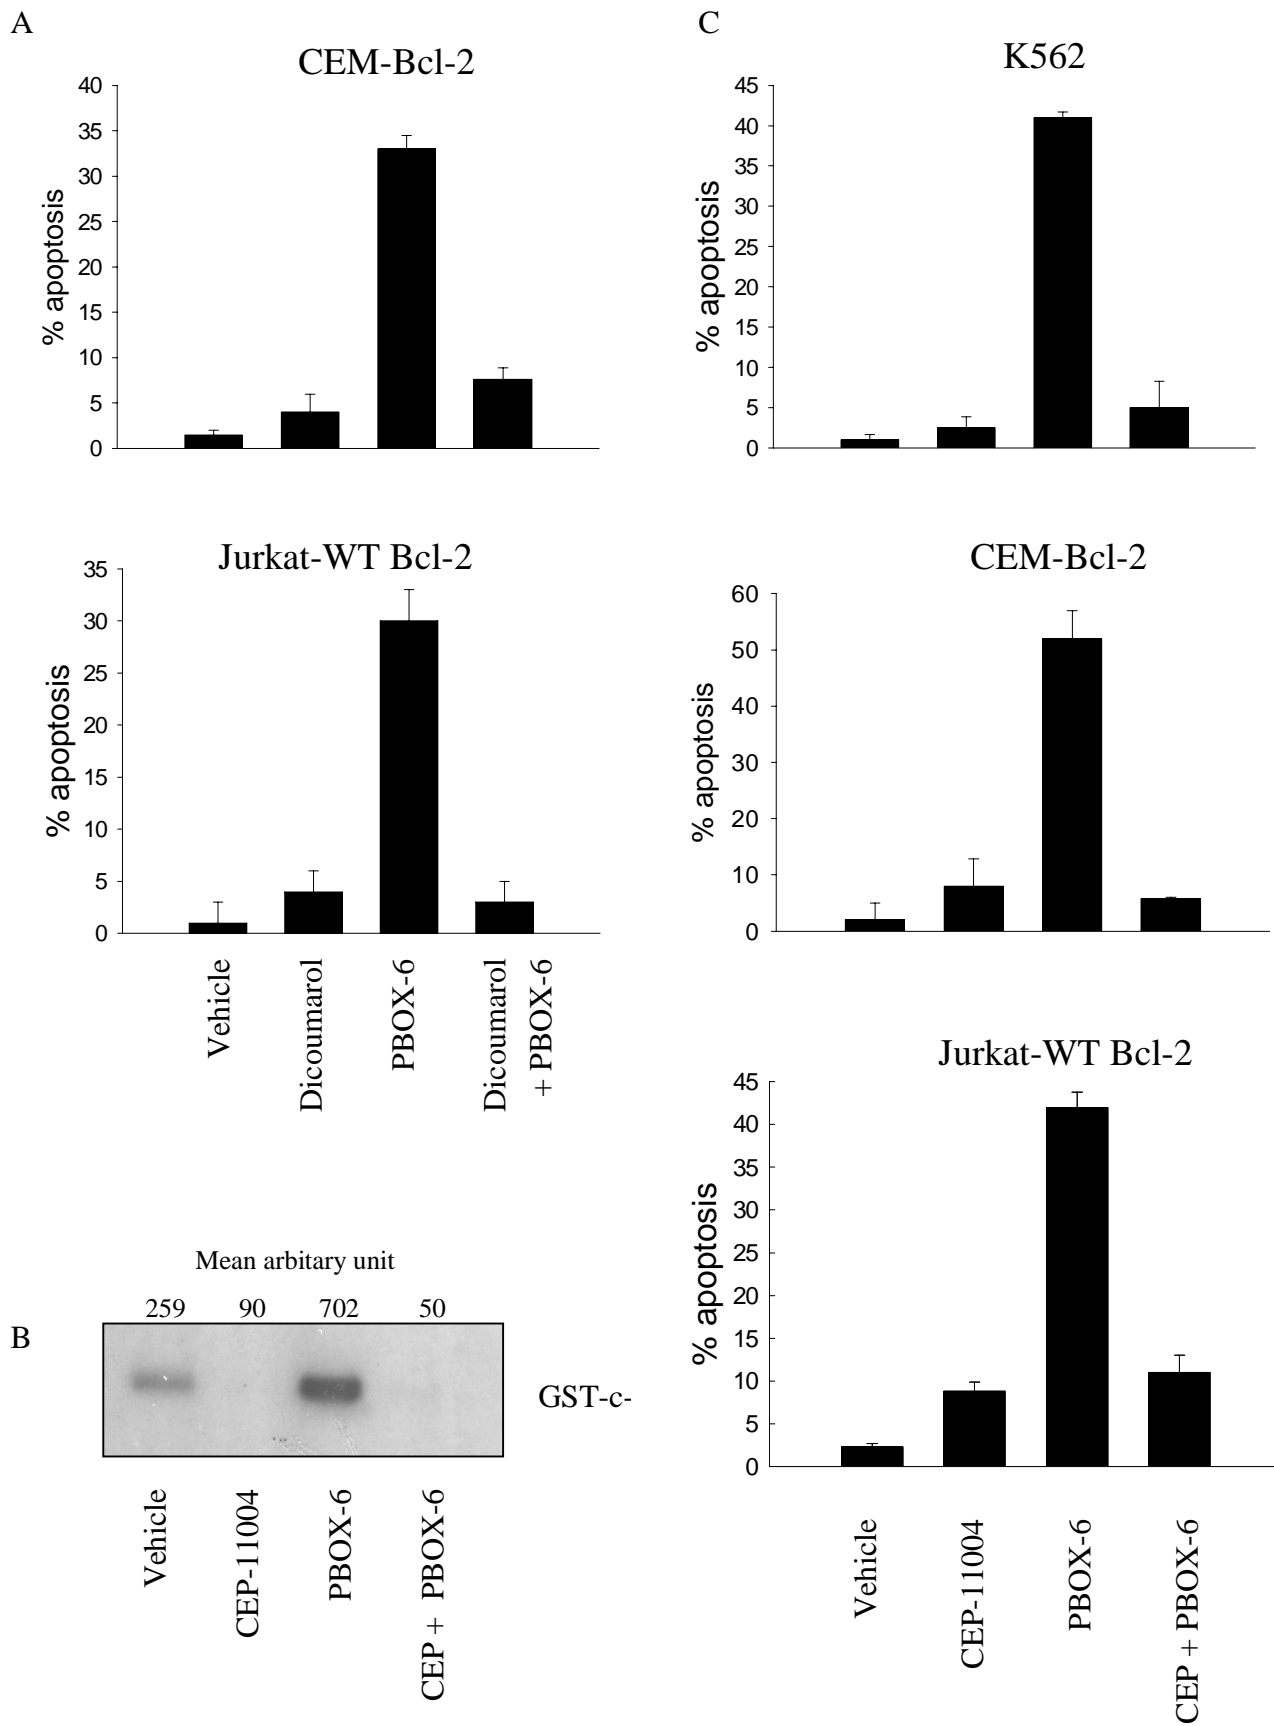 A
CEM-Bcl-2
% apoptosis
40
35
30
25
20
15
10
5
0
Jurkat-WT Bcl-2
% apoptosis
35
30
25
20
15
10
5
0
Vehicle
Dicoumarol
PBOX-6
Dicoumarol
+ PBOX-6
B
Mean arbitary unit
259 90 702 50
GST-c-
Vehicle
CEP-11004
PBOX-6
CEP + PBOX-6
C
K562
% apoptosis
45
40
35
30
25
20
15
10
5
0
CEM-Bcl-2
% apoptosis
60
50
40
30
20
10
0
Jurkat-WT Bcl-2
% apoptosis
45
40
35
30
25
20
15
10
5
0
Vehicle
CEP-11004
PBOX-6
CEP + PBOX-6